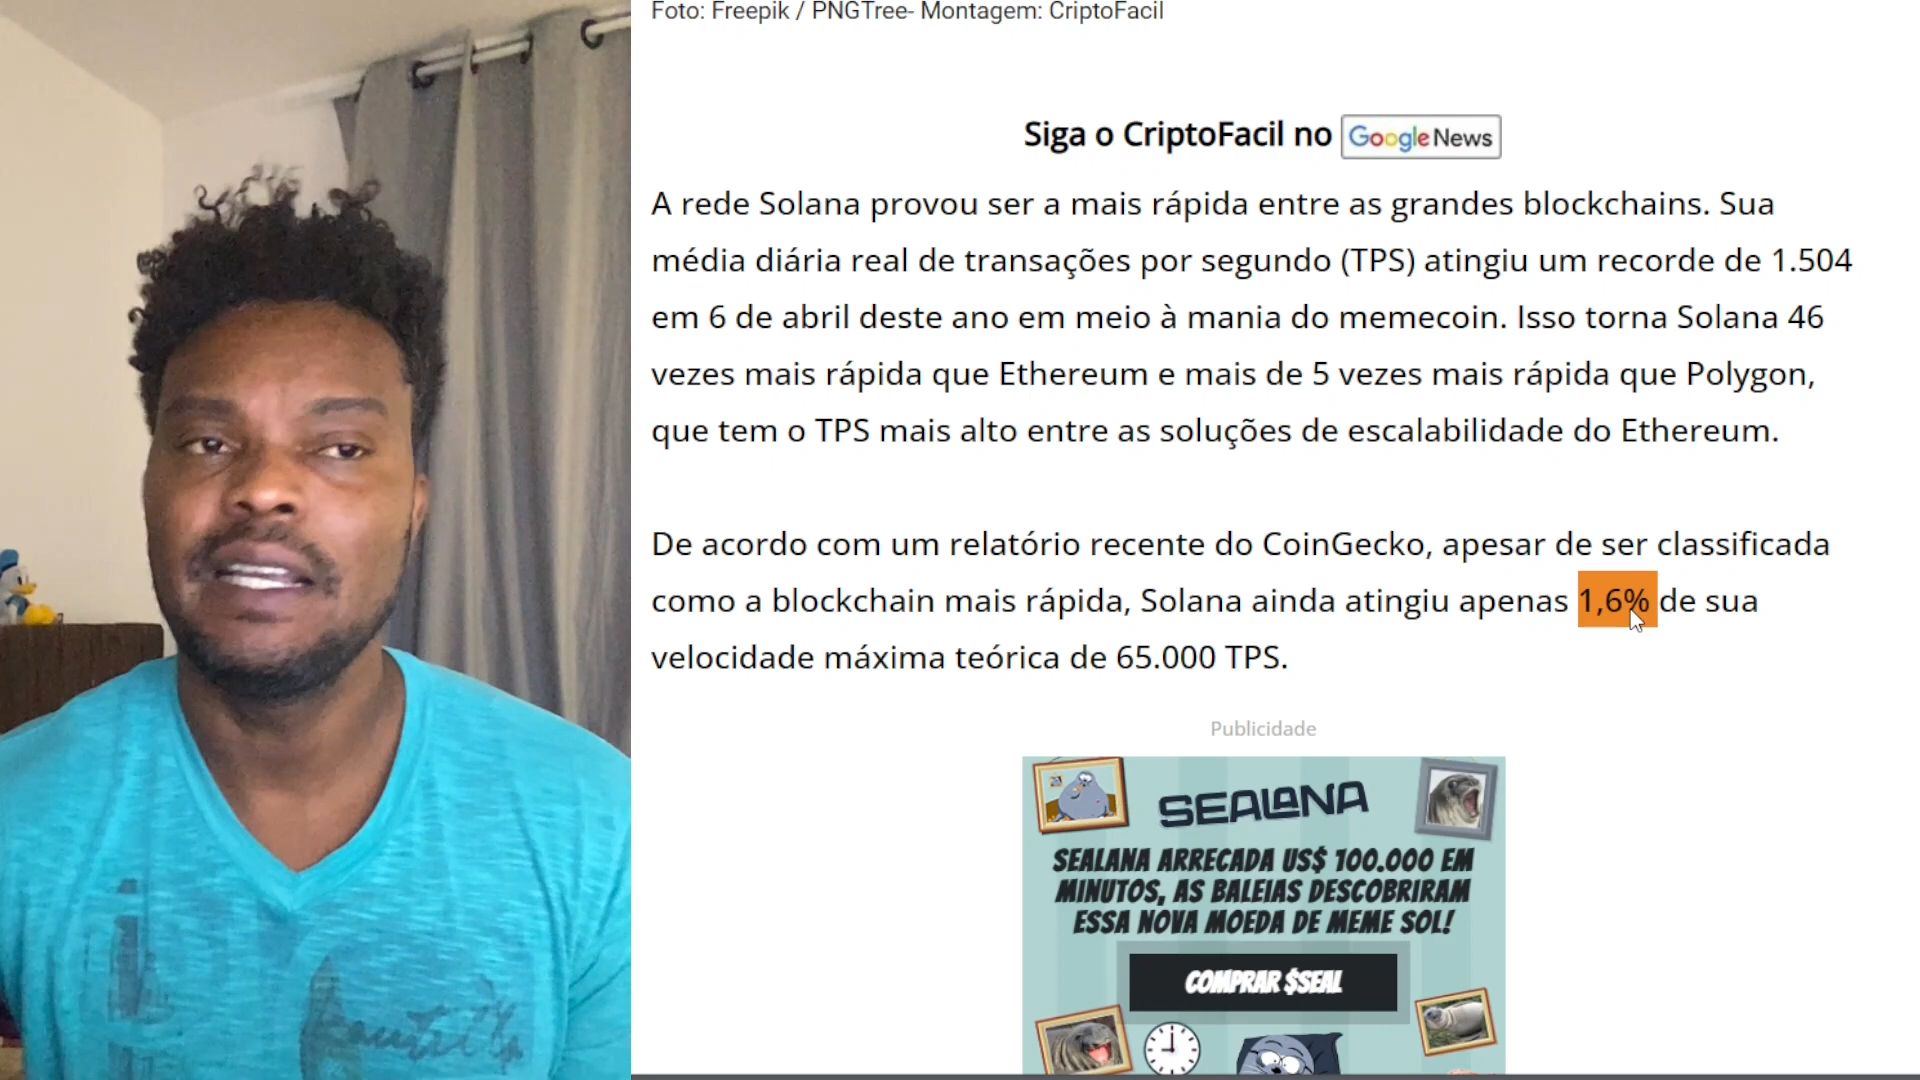 Foto: Freepik / PNGTree- Montagem: CriptoFacil
Siga o CriptoFacil no Google News
A rede Solana provou ser a mais rápida entre as grandes blockchains. Sua
média diária real de transações por segundo (TPS) atingiu um recorde de 1.504
em 6 de abril deste ano em meio à mania do memecoin. Isso torna Solana 46
vezes mais rápida que Ethereum e mais de 5 vezes mais rápida que Polygon,
que tem o TPS mais alto entre as soluções de escalabilidade do Ethereum.
De acordo com um relatório recente do CoinGecko, apesar de ser classificada
como a blockchain mais rápida, Solana ainda atingiu apenas 1,6% de sua
velocidade máxima teórica de 65.000 TPS.
Publicidade
SEALANA
SEALANA ARRECADA US$ 100.000 EM
MINUTOS, AS BALEIAS DESCOBRIRAM
ESSA NOVA MOEDA DE MEME SOL!
COMPRAR $SEAL